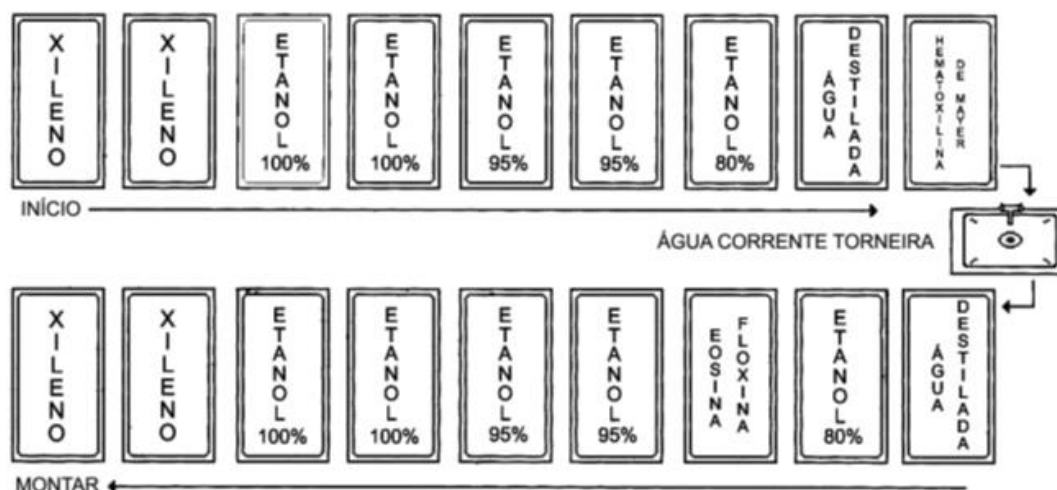 XILENO
XILENO
ETANOL
100%
ETANOL
100%
ETANOL
95%
ETANOL
95%
ETANOL
80%
ÁGUA
DESTILADA
HEMATOXILINA
DE MAYER
INÍCIO
ÁGUA CORRENTE TORNEIRA
XILENO
XILENO
ETANOL
100%
ETANOL
100%
ETANOL
95%
ETANOL
95%
EOSINA
FLOXINA
ETANOL
80%
ÁGUA
DESTILADA
MONTAR